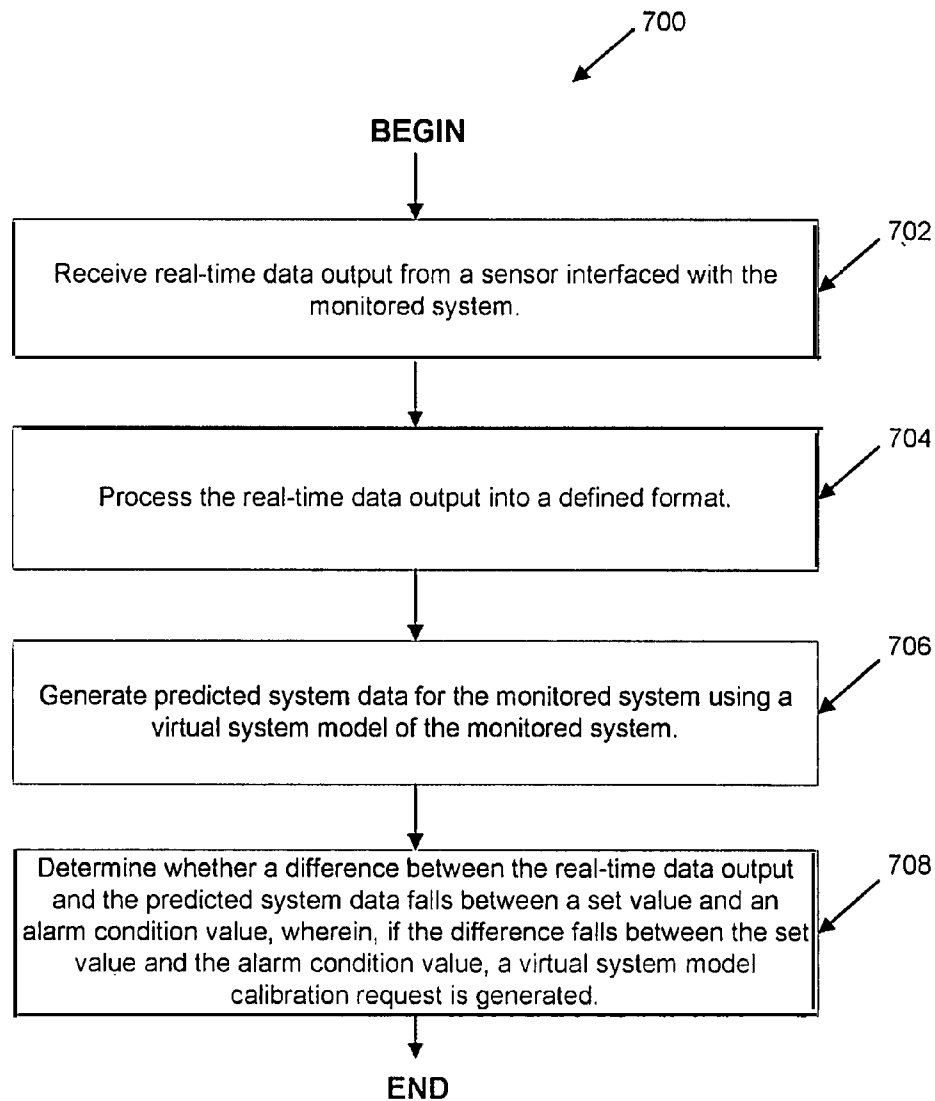 700
BEGIN
702
Receive real-time data output from a sensor interfaced with the
monitored system.
704
Process the real-time data output into a defined format.
706
Generate predicted system data for the monitored system using a
virtual system model of the monitored system.
708
Determine whether a difference between the real-time data output
and the predicted system data falls between a set value and an
alarm condition value, wherein, if the difference falls between the set
value and the alarm condition value, a virtual system model
calibration request is generated.
END